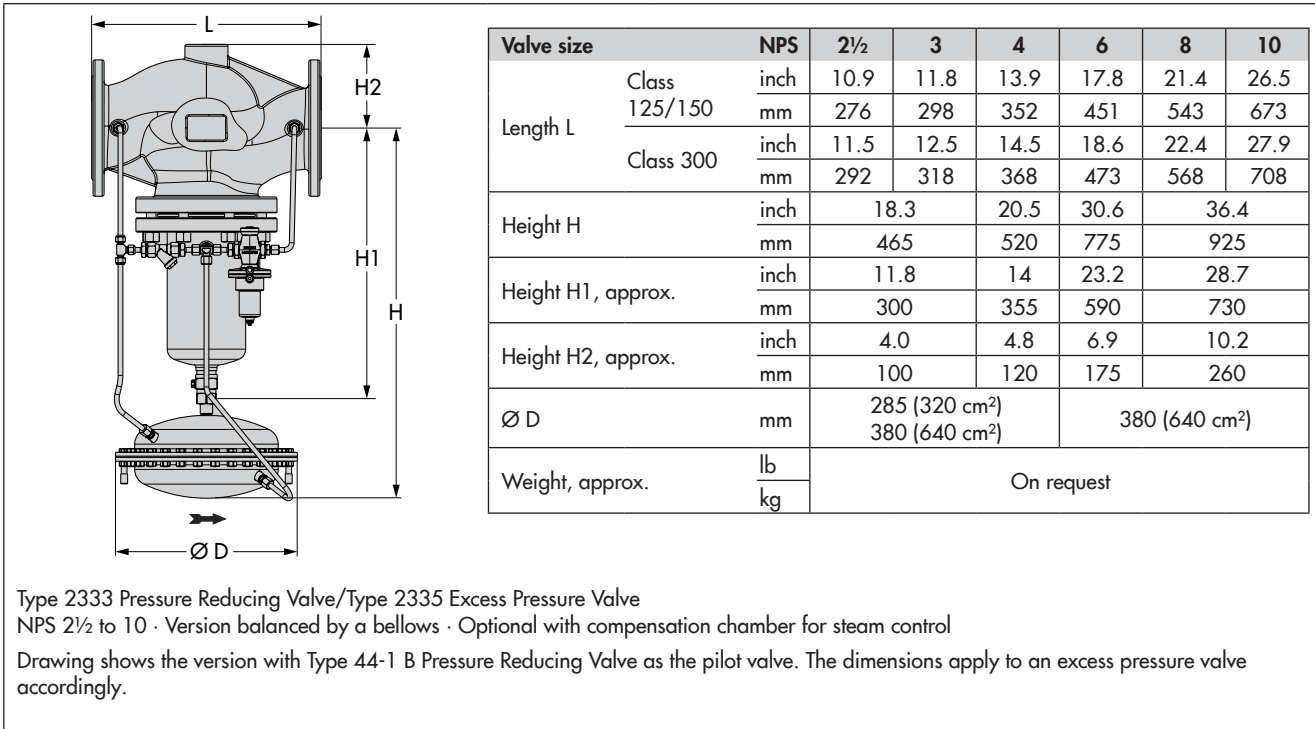 L
H2
H1
H
Ø D
Valve size NPS 2½ 3 4 6 8 10
Length L Class 125/150 inch 10.9 11.8 13.9 17.8 21.4 26.5
mm 276 298 352 451 543 673
Class 300 inch 11.5 12.5 14.5 18.6 22.4 27.9
mm 292 318 368 473 568 708
Height H inch 18.3 20.5 30.6 36.4
mm 465 520 775 925
Height H1, approx. inch 11.8 14 23.2 28.7
mm 300 355 590 730
Height H2, approx. inch 4.0 4.8 6.9 10.2
mm 100 120 175 260
Ø D mm 285 (320 cm²) 380 (640 cm²) 380 (640 cm²)
Weight, approx. lb On request
kg
Type 2333 Pressure Reducing Valve/Type 2335 Excess Pressure Valve
NPS 2½ to 10 · Version balanced by a bellows · Optional with compensation chamber for steam control
Drawing shows the version with Type 44-1 B Pressure Reducing Valve as the pilot valve. The dimensions apply to an excess pressure valve
accordingly.